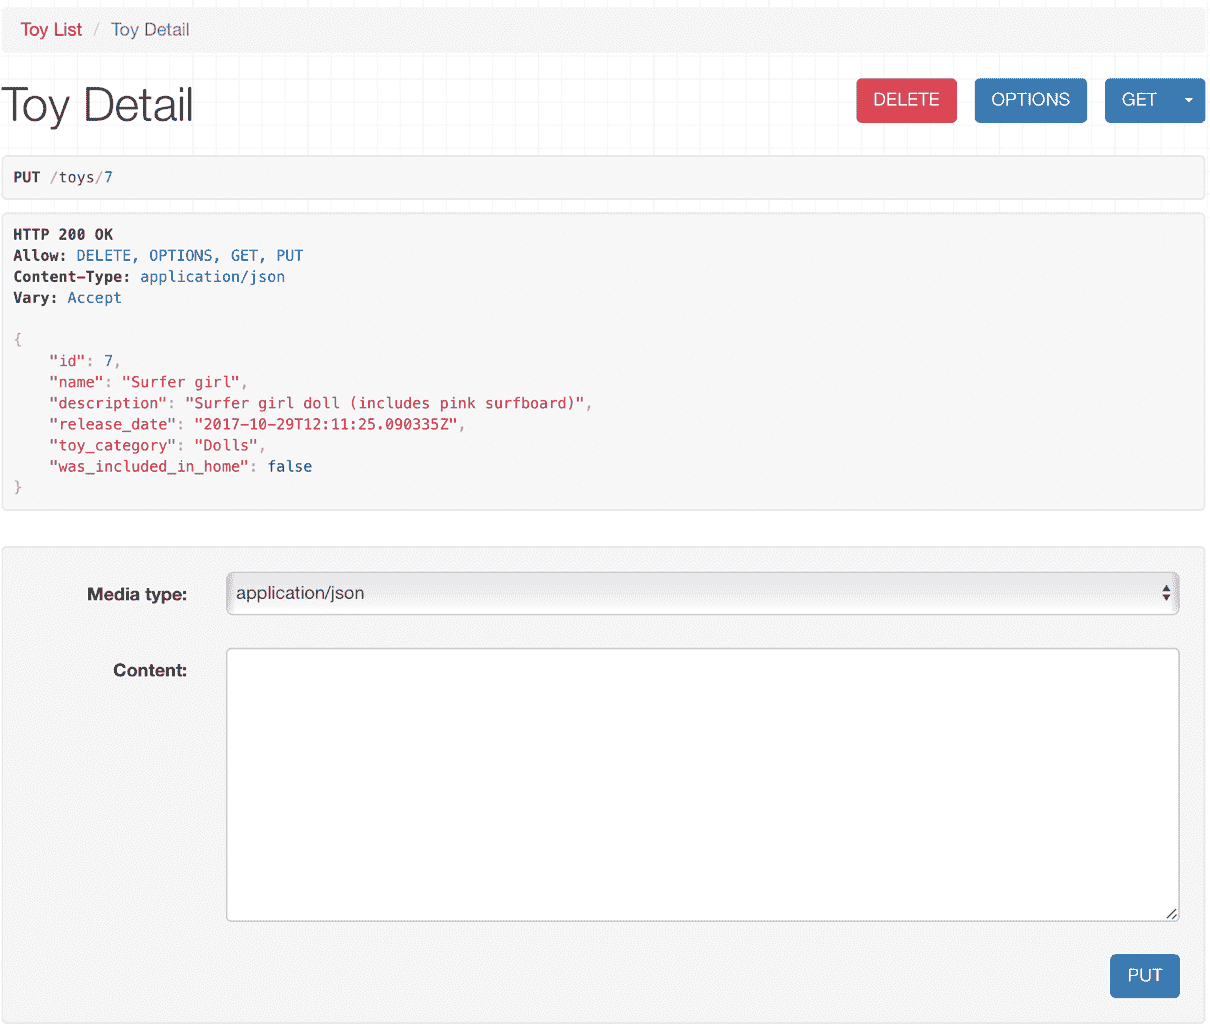 Toy List / Toy Detail
Toy Detail
DELETE OPTIONS GET
PUT /toys/7
HTTP 200 OK
Allow: DELETE, OPTIONS, GET, PUT
Content-Type: application/json
Vary: Accept
{
    "id": 7,
    "name": "Surfer girl",
    "description": "Surfer girl doll (includes pink surfboard)",
    "release_date": "2017-10-29T12:11:25.090335Z",
    "toy_category": "Dolls",
    "was_included_in_home": false
}
Media type: application/json
Content:
PUT